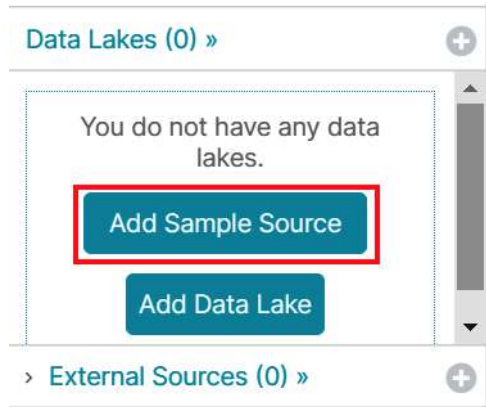 Data Lakes (0) »
You do not have any data
lakes.
Add Sample Source
Add Data Lake
› External Sources (0) »